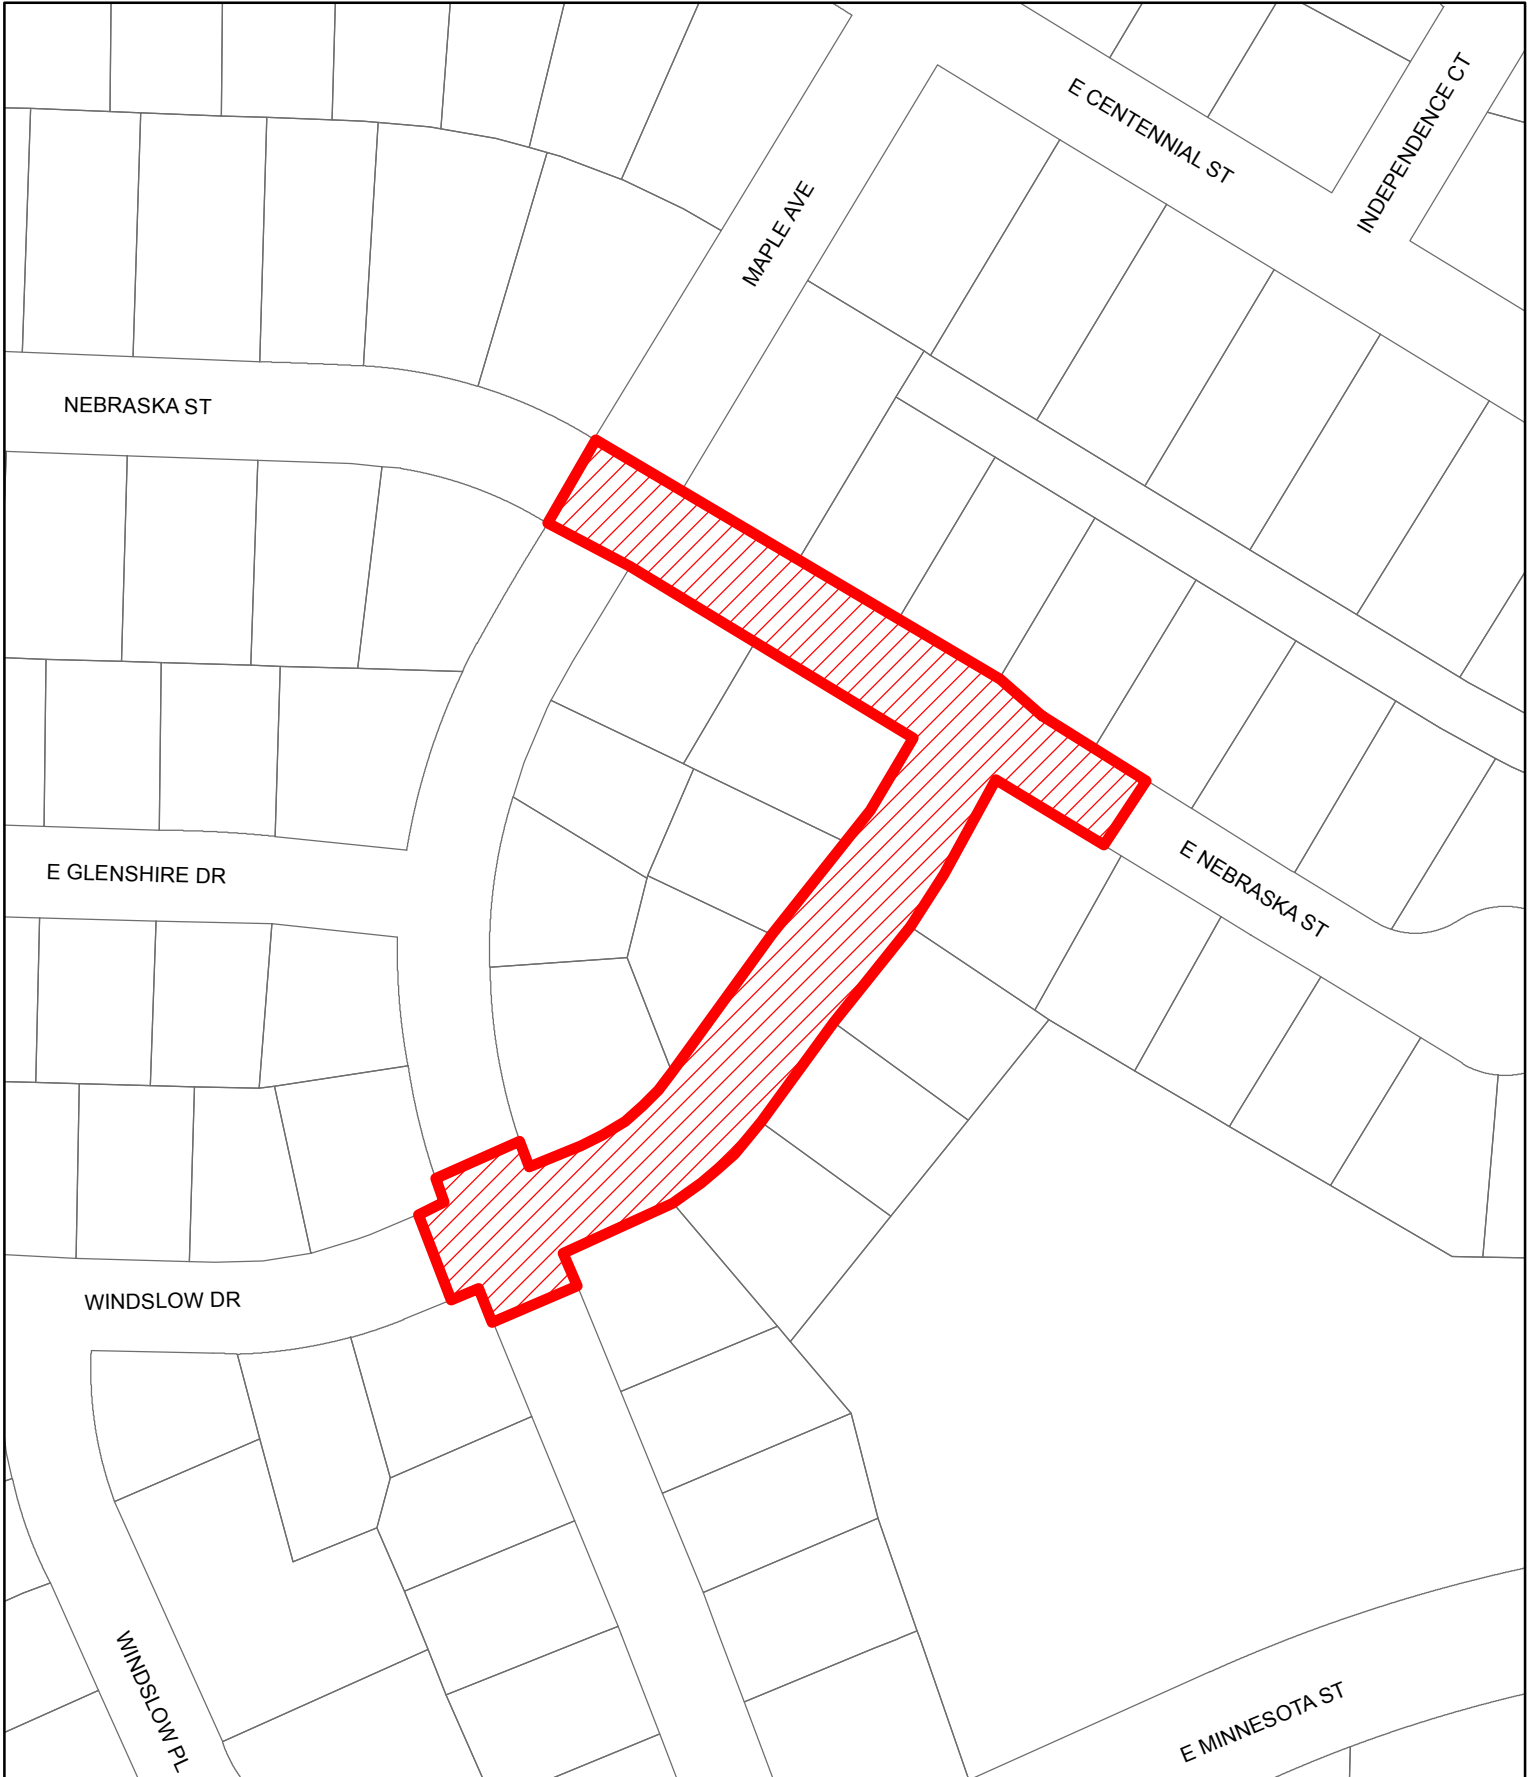 E CENTENNIAL ST
INDEPENDENCE CT
MAPLE AVE
NEBRASKA ST
E GLENSHIRE DR
E NEBRASKA ST
WINDSLOW DR
WINDSLOW PL
E MINNESOTA ST